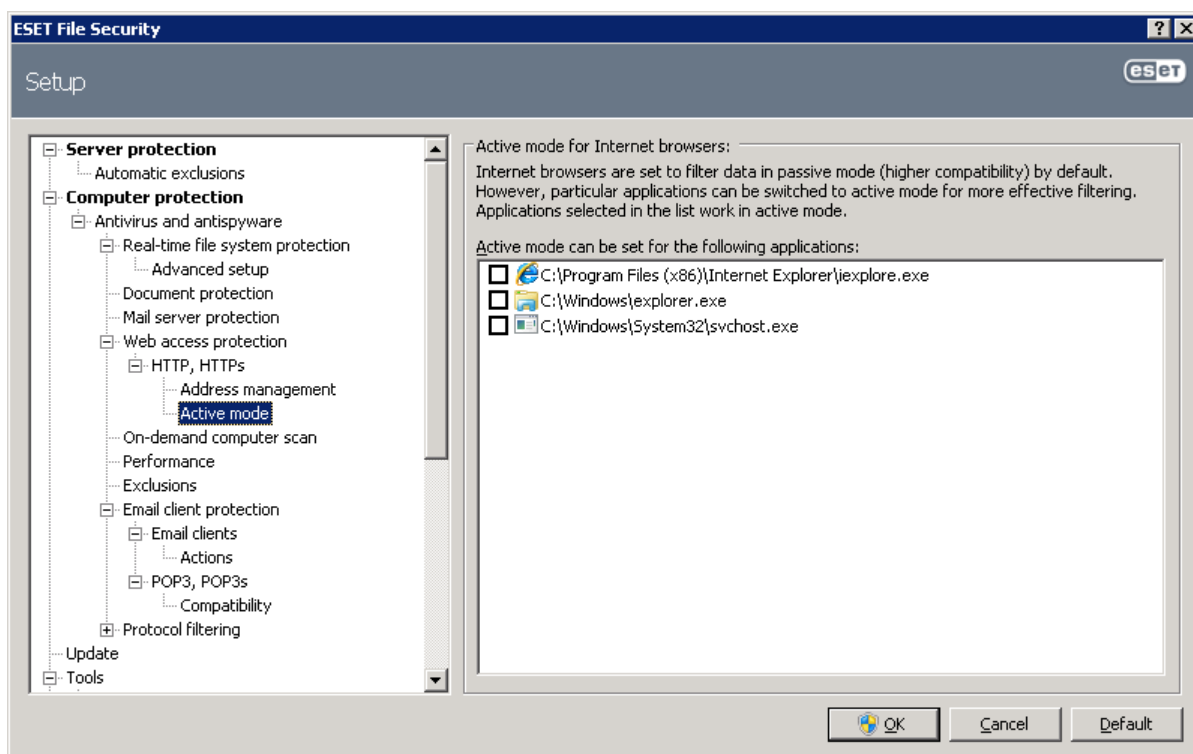 ESET File Security
Setup
eset
Server protection
Automatic exclusions
Computer protection
Antivirus and antispyware
Real-time file system protection
Advanced setup
Document protection
Mail server protection
Web access protection
HTTP, HTTPs
Address management
Active mode
On-demand computer scan
Performance
Exclusions
Email client protection
Email clients
Actions
POP3, POP3s
Compatibility
Protocol filtering
Update
Tools
Active mode for Internet browsers:
Internet browsers are set to filter data in passive mode (higher compatibility) by default.
However, particular applications can be switched to active mode for more effective filtering.
Applications selected in the list work in active mode.
Active mode can be set for the following applications:
C:\Program Files (x86)\Internet Explorer\iexplore.exe
C:\Windows\explorer.exe
C:\Windows\System32\svchost.exe
OK
Cancel
Default